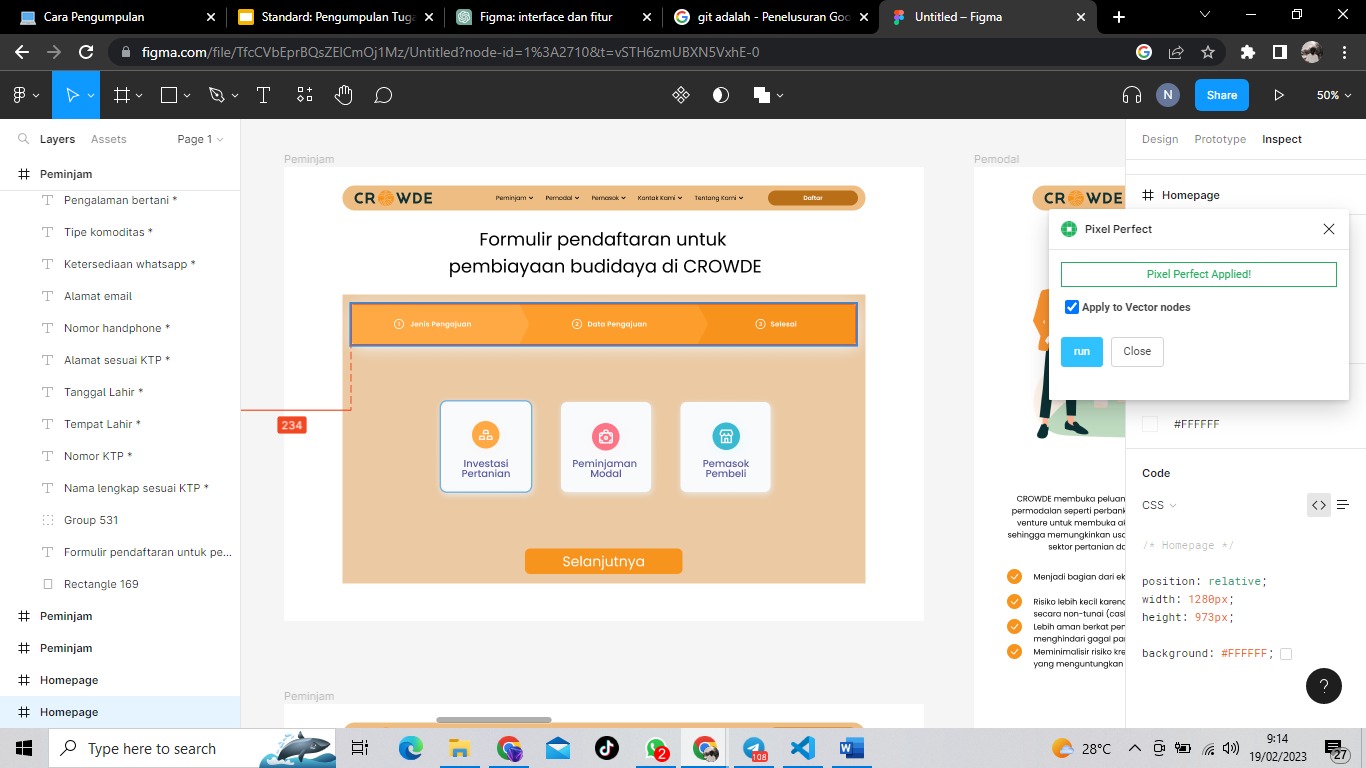 Cara Pengumpulan
Standard: Pengumpulan Tuga
Figma: interface dan fitur
git adalah - Penelusuran Goo
Untitled – Figma
figma.com/file/TfcCVbEprBQsZElCmOj1Mz/Untitled?node-id=1%3A2710&t=vSTH6zmUBXN5VxhE-0
N
Share
50%
Layers
Assets
Page 1
Peminjam
Pengalaman bertani *
Tipe komoditas *
Ketersediaan whatsapp *
Alamat email
Nomor handphone *
Alamat sesuai KTP *
Tanggal Lahir *
Tempat Lahir *
Nomor KTP *
Nama lengkap sesuai KTP *
Group 531
Formulir pendaftaran untuk pe...
Rectangle 169
Peminjam
Peminjam
Homepage
Homepage
Peminjam
CROWDE
Peminjam
Pemodal
Pemasok
Kontak Kami
Tentang Kami
Daftar
Formulir pendaftaran untuk
pembiayaan budidaya di CROWDE
1 Jenis Pengajuan
2 Data Pengajuan
3 Selesai
234
Investasi
Pertanian
Peminjaman
Modal
Pemasok
Pembeli
Selanjutnya
Peminjam
Pemodal
CROWDE
CROWDE membuka peluan
permodalan seperti perbank
venture untuk membuka ak
sehingga memungkinkan usa
sektor pertanian da
Menjadi bagian dari ek
Risiko lebih kecil karena
secara non-tunai (cas
Lebih aman berkat pen
menghindari gagal pa
Meminimalisir risiko kre
yang menguntungkan
Design
Prototype
Inspect
Homepage
Pixel Perfect
Pixel Perfect Applied!
Apply to Vector nodes
run
Close
#FFFFFF
Code
CSS
/* Homepage */
position: relative;
width: 1280px;
height: 973px;
background: #FFFFFF;
?
Type here to search
2
108
28°C
9:14
19/02/2023
27